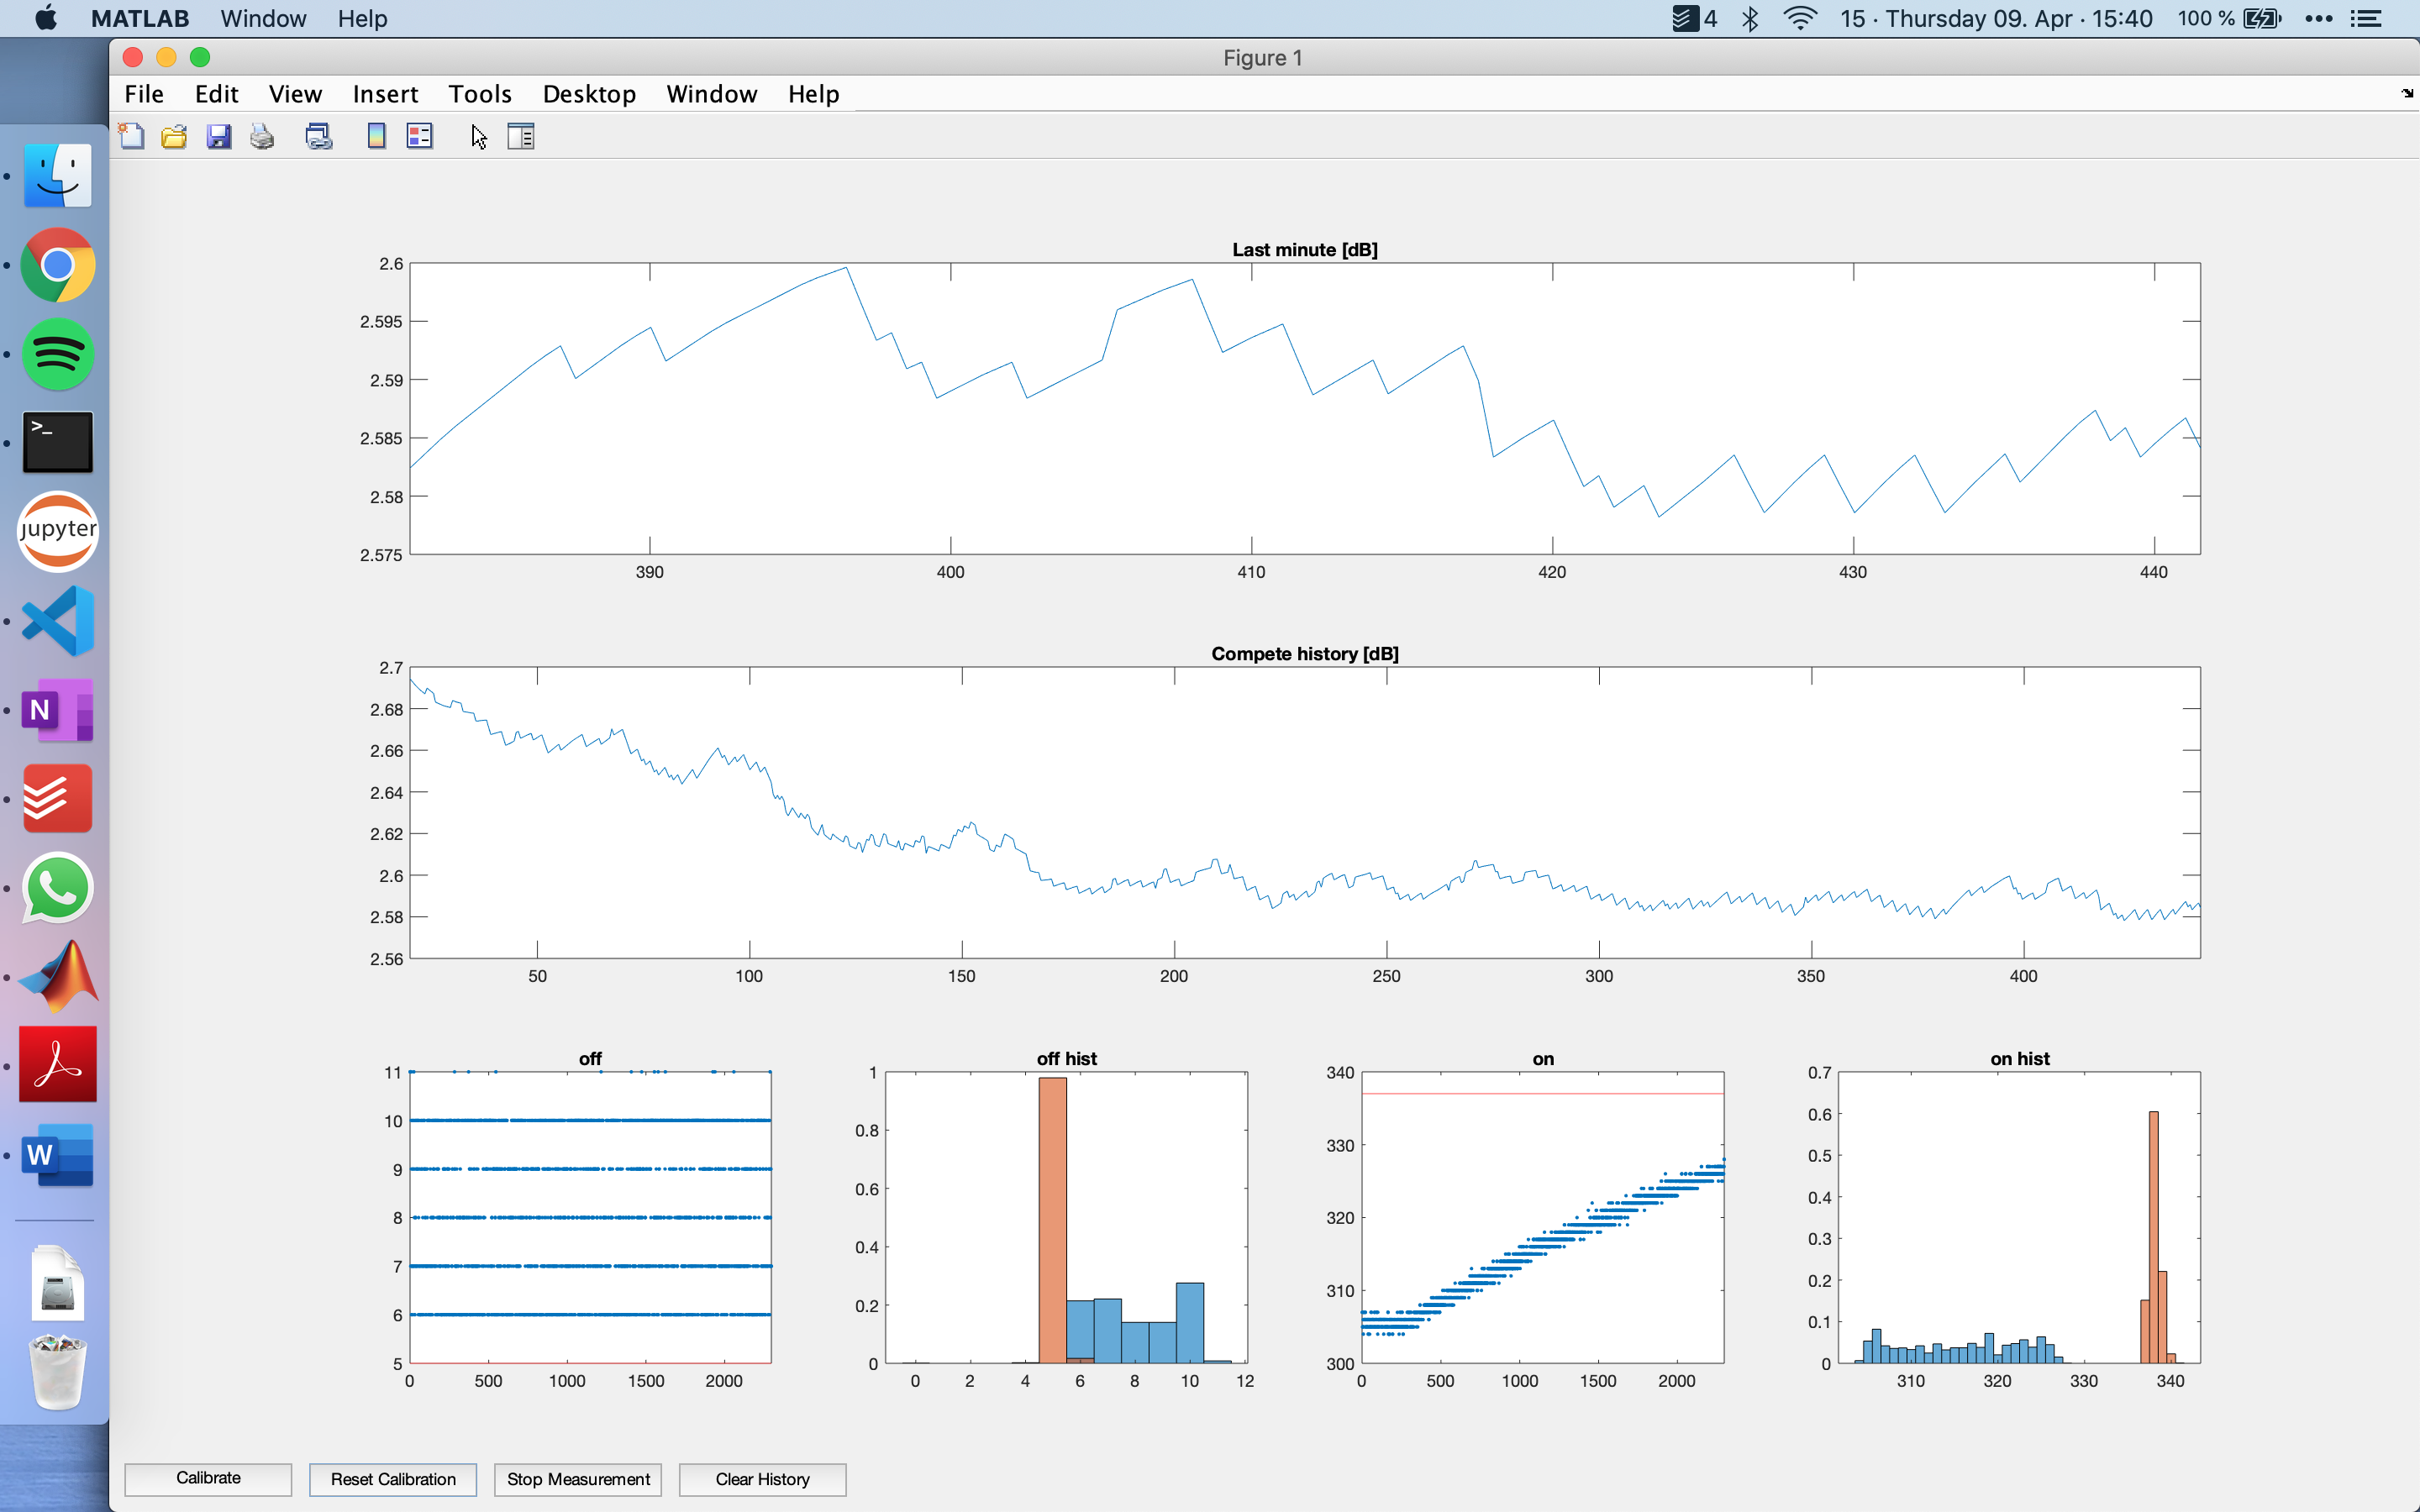 MATLAB Window Help 4 15 · Thursday 09. Apr · 15:40 100 %
Figure 1
File Edit View Insert Tools Desktop Window Help
>_
jupyter
N
W
Last minute [dB]
2.6
2.595
2.59
2.585
2.58
2.575
390 400 410 420 430 440
Compete history [dB]
2.7
2.68
2.66
2.64
2.62
2.6
2.58
2.56
50 100 150 200 250 300 350 400
off
11
10
9
8
7
6
5
0 500 1000 1500 2000
off hist
1
0.8
0.6
0.4
0.2
0
0 2 4 6 8 10 12
on
340
330
320
310
300
0 500 1000 1500 2000
on hist
0.7
0.6
0.5
0.4
0.3
0.2
0.1
0
310 320 330 340
Calibrate Reset Calibration Stop Measurement Clear History